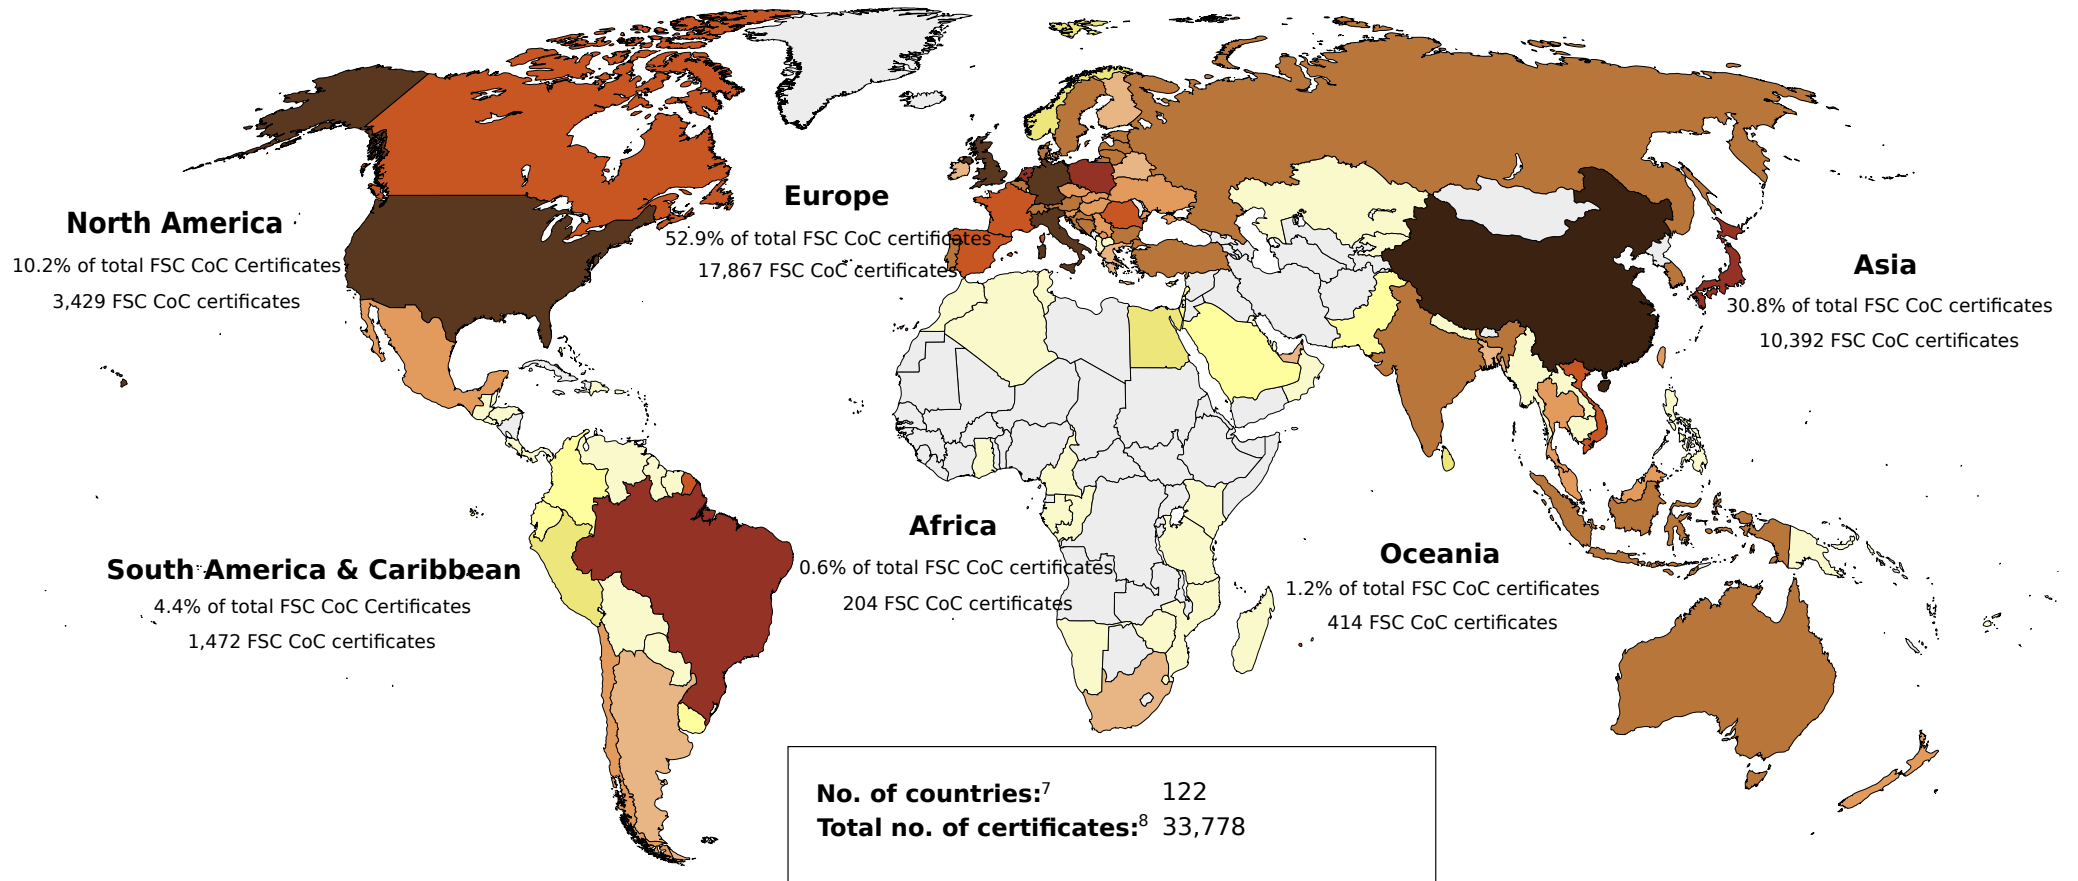 North America
10.2% of total FSC CoC Certificates
3,429 FSC CoC certificates
Europe
52.9% of total FSC CoC certificates
17,867 FSC CoC certificates
Asia
30.8% of total FSC CoC certificates
10,392 FSC CoC certificates
South America & Caribbean
4.4% of total FSC CoC Certificates
1,472 FSC CoC certificates
Africa
0.6% of total FSC CoC certificates
204 FSC CoC certificates
Oceania
1.2% of total FSC CoC certificates
414 FSC CoC certificates
No. of countries:⁷ 122
Total no. of certificates:⁸ 33,778